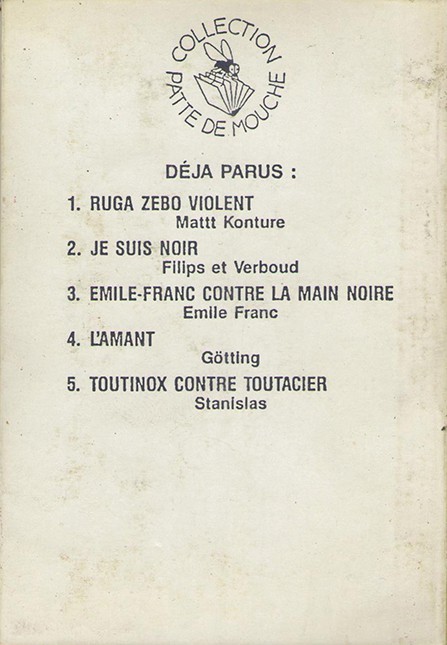 COLLECTION
PATTE DE MOUCHE
DÉJA PARUS :
1. RUGA ZEBO VIOLENT
Mattt Konture
2. JE SUIS NOIR
Filips et Verboud
3. EMILE-FRANC CONTRE LA MAIN NOIRE
Emile Franc
4. L'AMANT
Götting
5. TOUTINOX CONTRE TOUTACIER
Stanislas